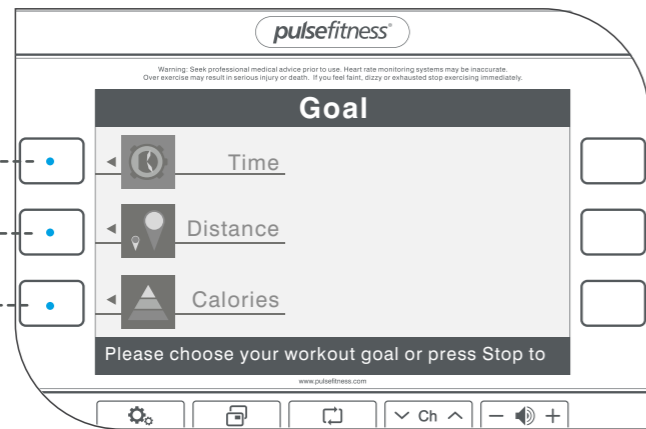 pulsefitness®
Warning: Seek professional medical advice prior to use. Heart rate monitoring systems may be inaccurate.
Over exercise may result in serious injury or death. If you feel faint, dizzy or exhausted stop exercising immediately.
Goal
Time
Distance
Calories
Please choose your workout goal or press Stop to
www.pulsefitness.com
Ch